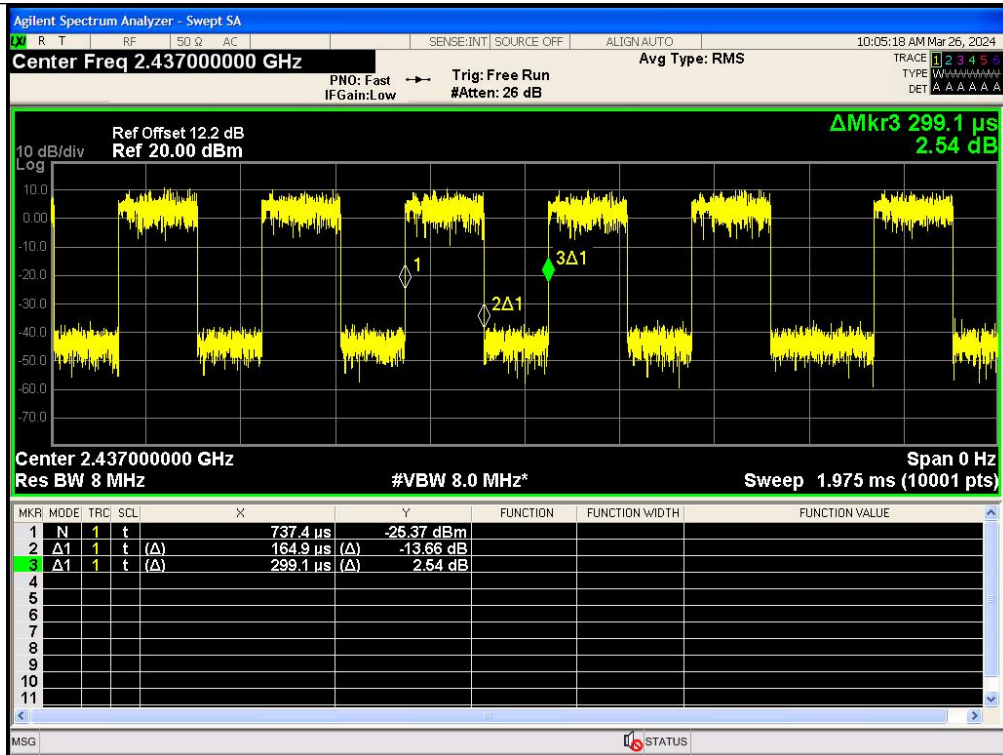 Agilent Spectrum Analyzer - Swept SA
LXI R T RF 50 Ω AC SENSE:INT SOURCE OFF ALIGN AUTO 10:05:18 AM Mar 26, 2024
Center Freq 2.437000000 GHz Avg Type: RMS TRACE 1 2 3 4 5 6
PNO: Fast Trig: Free Run TYPE WWWWWW
IFGain:Low #Atten: 26 dB DET A A A A A A
ΔMkr3 299.1 µs
2.54 dB
Ref Offset 12.2 dB
10 dB/div Ref 20.00 dBm
Log
10.0
0.00
-10.0
-20.0
-30.0
-40.0
-50.0
-60.0
-70.0
1
2Δ1
3Δ1
Center 2.437000000 GHz Span 0 Hz
Res BW 8 MHz #VBW 8.0 MHz* Sweep 1.975 ms (10001 pts)
MKR MODE TRC SCL X Y FUNCTION FUNCTION WIDTH FUNCTION VALUE
1 N 1 t 737.4 µs -25.37 dBm
2 Δ1 1 t (Δ) 164.9 µs (Δ) -13.66 dB
3 Δ1 1 t (Δ) 299.1 µs (Δ) 2.54 dB
4
5
6
7
8
9
10
11
MSG STATUS